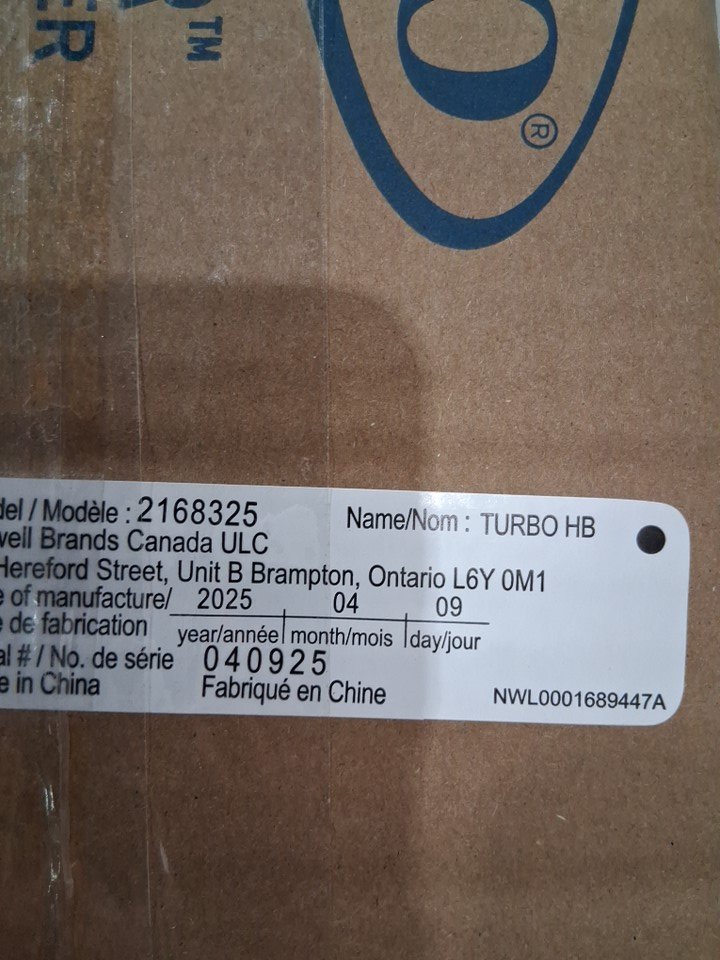 ER
TM
O
®
del / Modèle : 2168325 Name/Nom : TURBO HB
well Brands Canada ULC
Hereford Street, Unit B Brampton, Ontario L6Y 0M1
e of manufacture/ 2025 04 09
e de fabrication year/année month/mois day/jour
al # / No. de série 040925
e in China Fabriqué en Chine NWL0001689447A